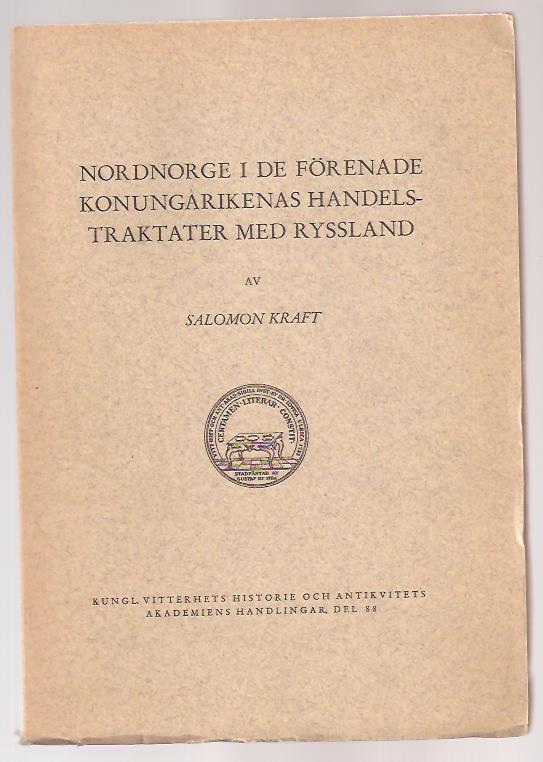 NORDNORGE I DE FÖRENADE
KONUNGARIKENAS HANDELS-
TRAKTATER MED RYSSLAND
AV
SALOMON KRAFT
CERTAMEN · LITERAR · CONSTIT.
STADFÄSTAD AV
GUSTAF III 1786
KUNGL. VITTERHETS HISTORIE OCH ANTIKVITETS
AKADEMIENS HANDLINGAR, DEL 88